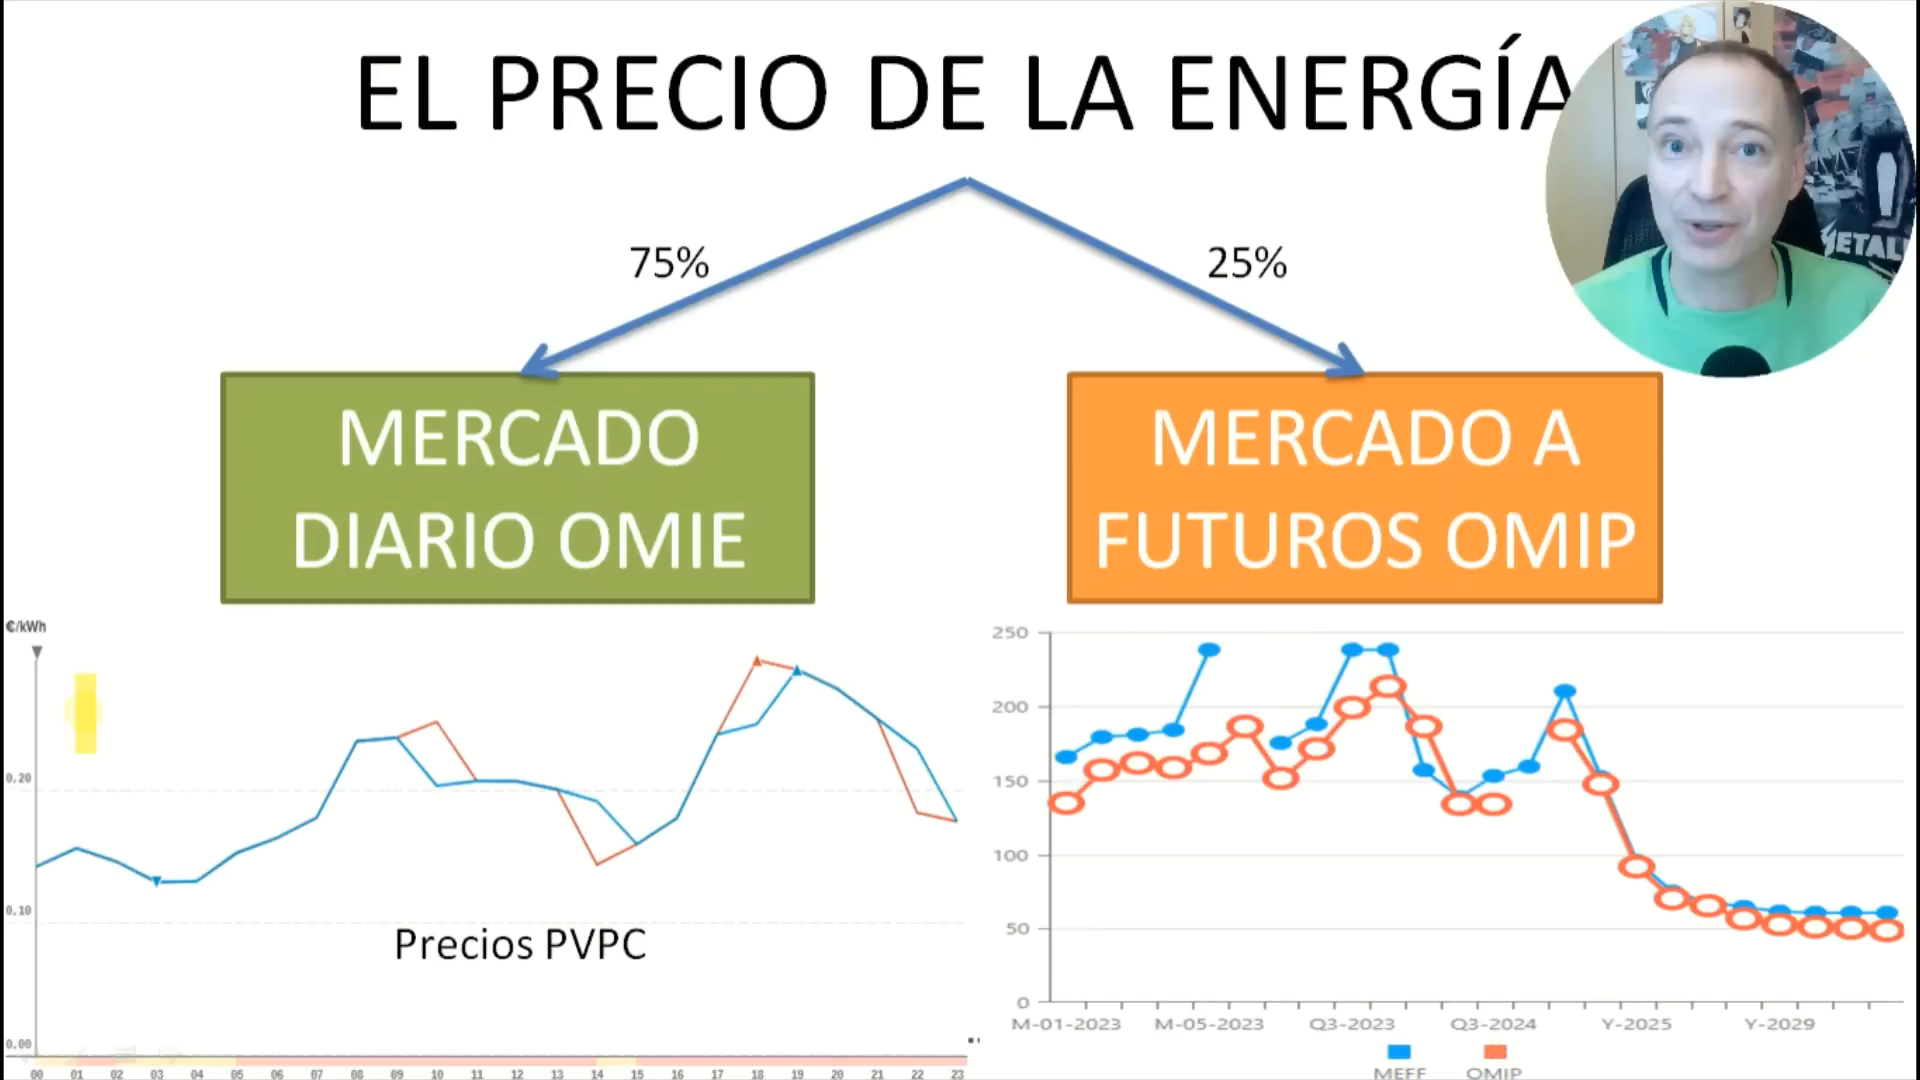 EL PRECIO DE LA ENERGÍA
75%
25%
MERCADO
DIARIO OMIE
MERCADO A
FUTUROS OMIP
METALL
€/kWh
0,20
0,10
0,00
Precios PVPC
00 01 02 03 04 05 06 07 08 09 10 11 12 13 14 15 16 17 18 19 20 21 22 23
250
200
150
100
50
0
M-01-2023 M-05-2023 Q3-2023 Q3-2024 Y-2025 Y-2029
MEFF OMIP